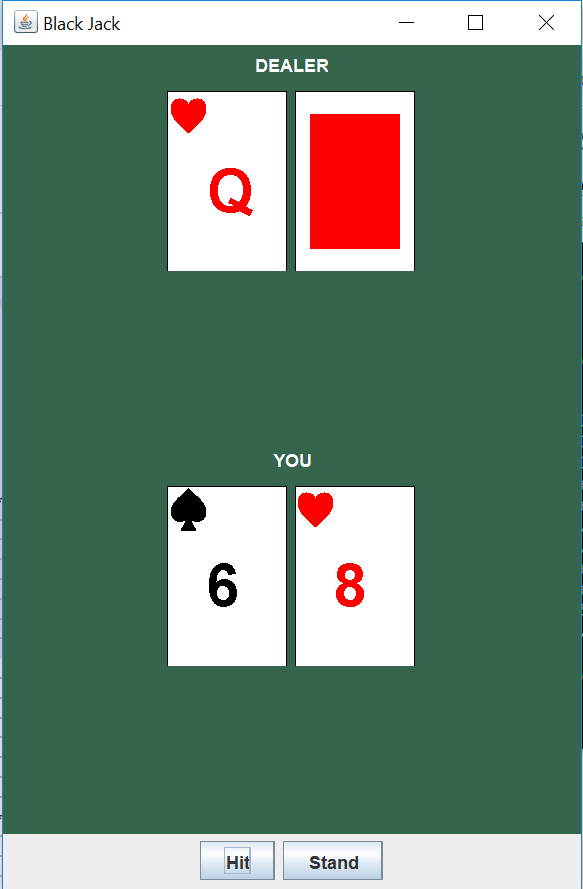 Black Jack
DEALER
Q
YOU
6 8
Hit Stand